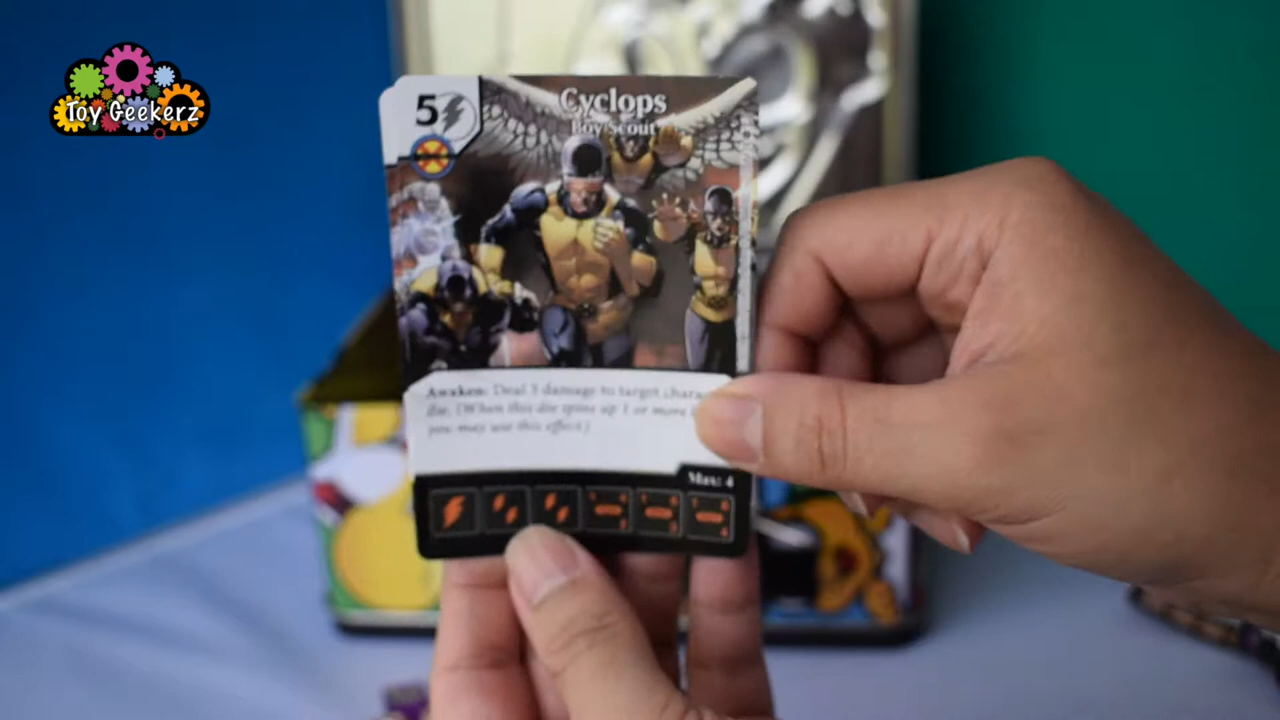 Toy Geekerz
5
Cyclops
Boy Scout
Awaken: Deal 3 damage to target chara
die. (When this die spins up 1 or more
you may use this effect.)
Max: 4